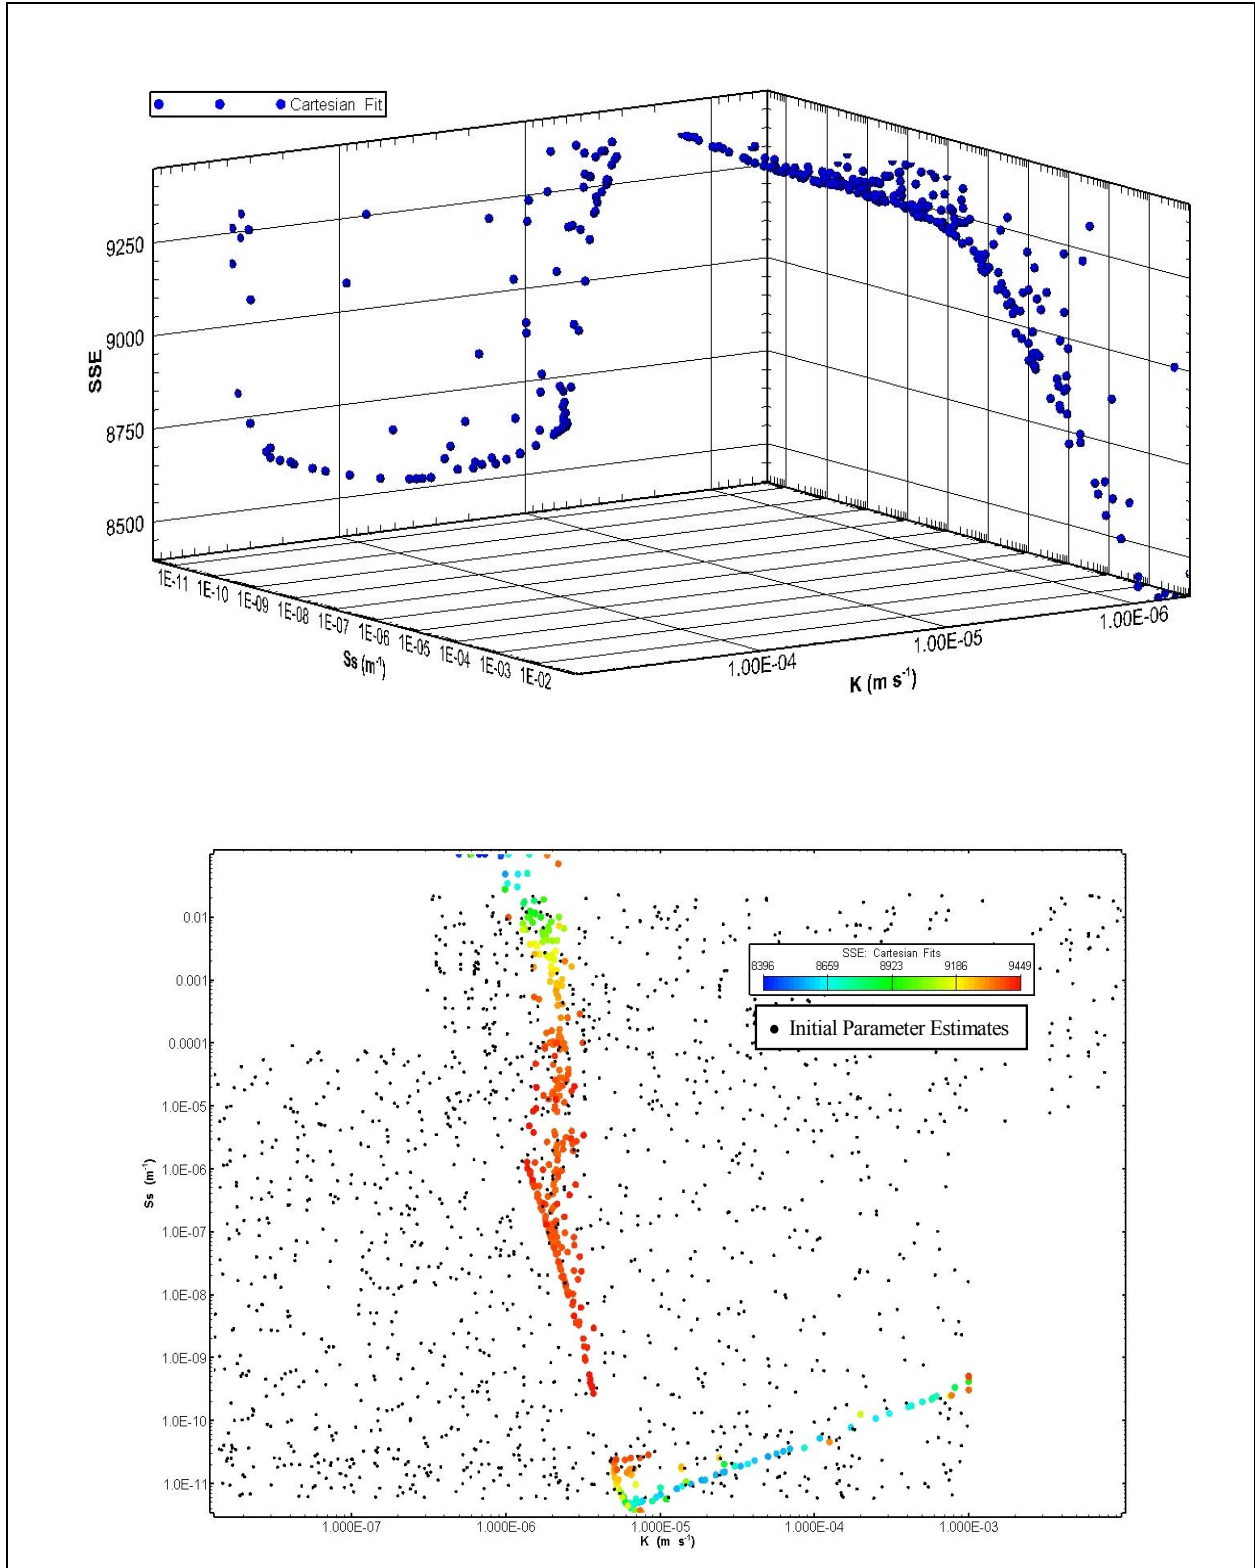 Cartesian Fit
9250
9000
8750
8500
SSE
1E-11 1E-10 1E-09 1E-08 1E-07 1E-06 1E-05 1E-04 1E-03 1E-02
Ss (m⁻¹)
1.00E-04 1.00E-05 1.00E-06
K (m s⁻¹)
SSE: Cartesian Fits
8396 8659 8923 9186 9449
Initial Parameter Estimates
0.01
0.001
0.0001
1.0E-05
1.0E-06
1.0E-07
1.0E-08
1.0E-09
1.0E-10
1.0E-11
Ss (m⁻¹)
1.000E-07 1.000E-06 1.000E-05 1.000E-04 1.000E-03
K (m s⁻¹)